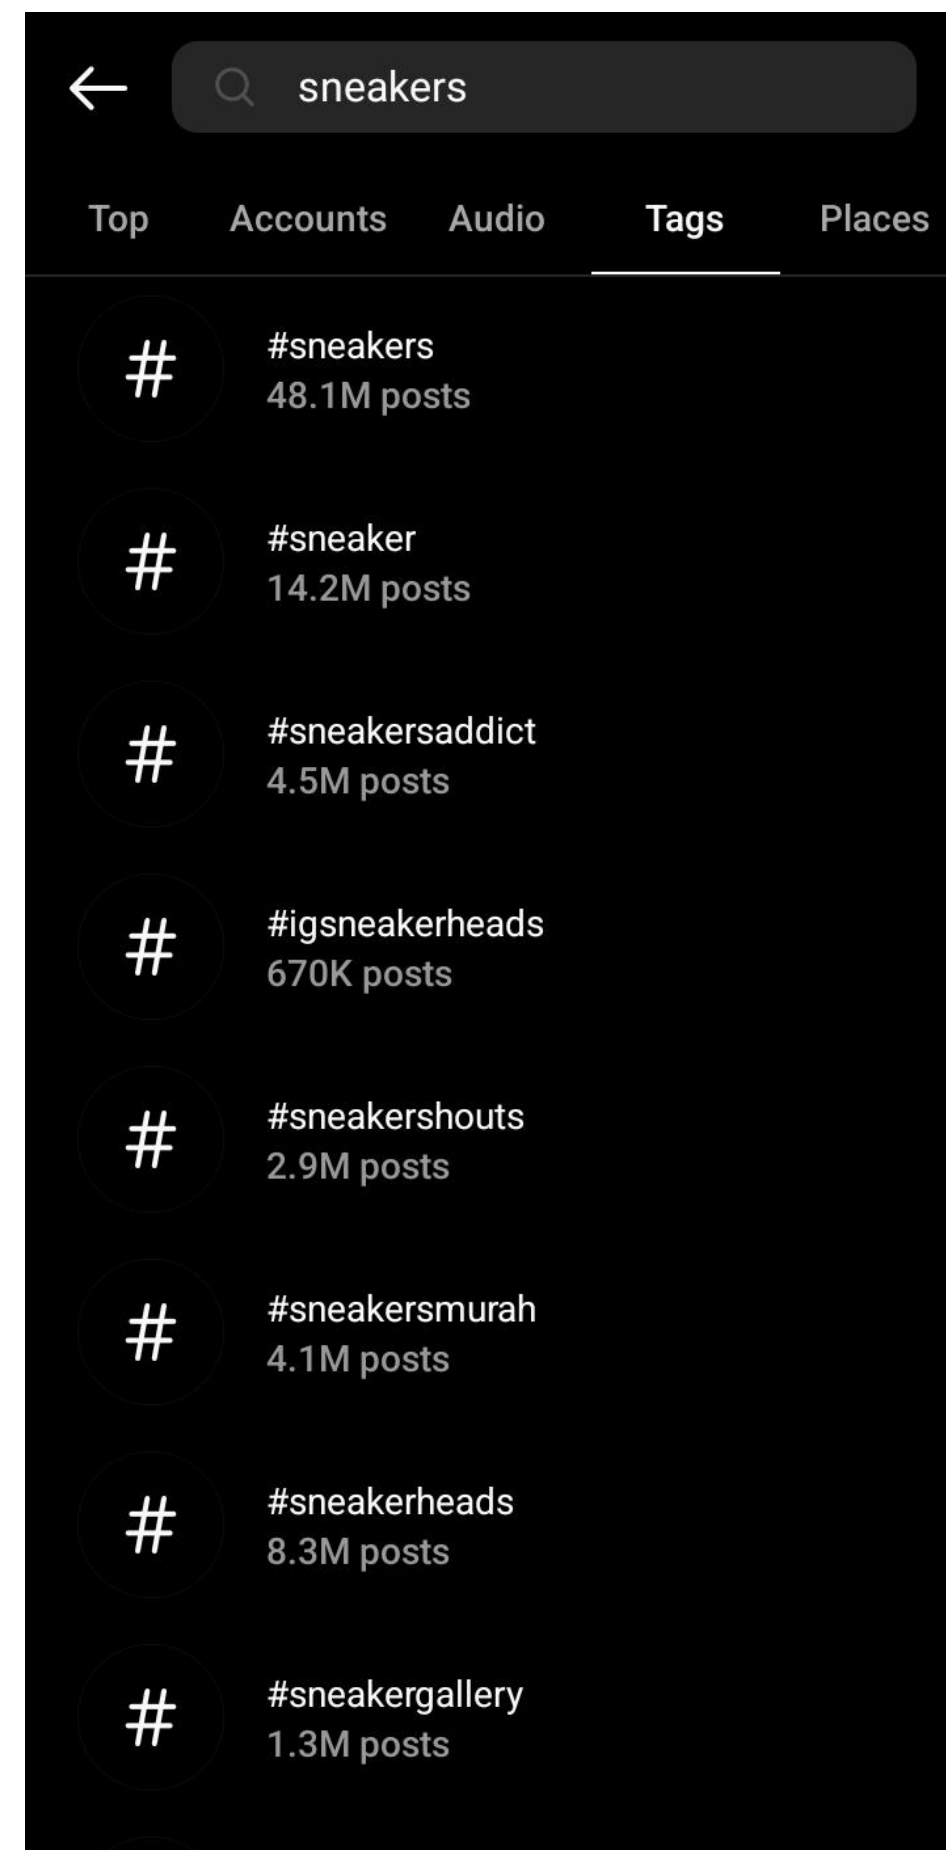 sneakers
Top Accounts Audio Tags Places
#
#sneakers
48.1M posts
#
#sneaker
14.2M posts
#
#sneakersaddict
4.5M posts
#
#igsneakerheads
670K posts
#
#sneakershouts
2.9M posts
#
#sneakersmurah
4.1M posts
#
#sneakerheads
8.3M posts
#
#sneakergallery
1.3M posts